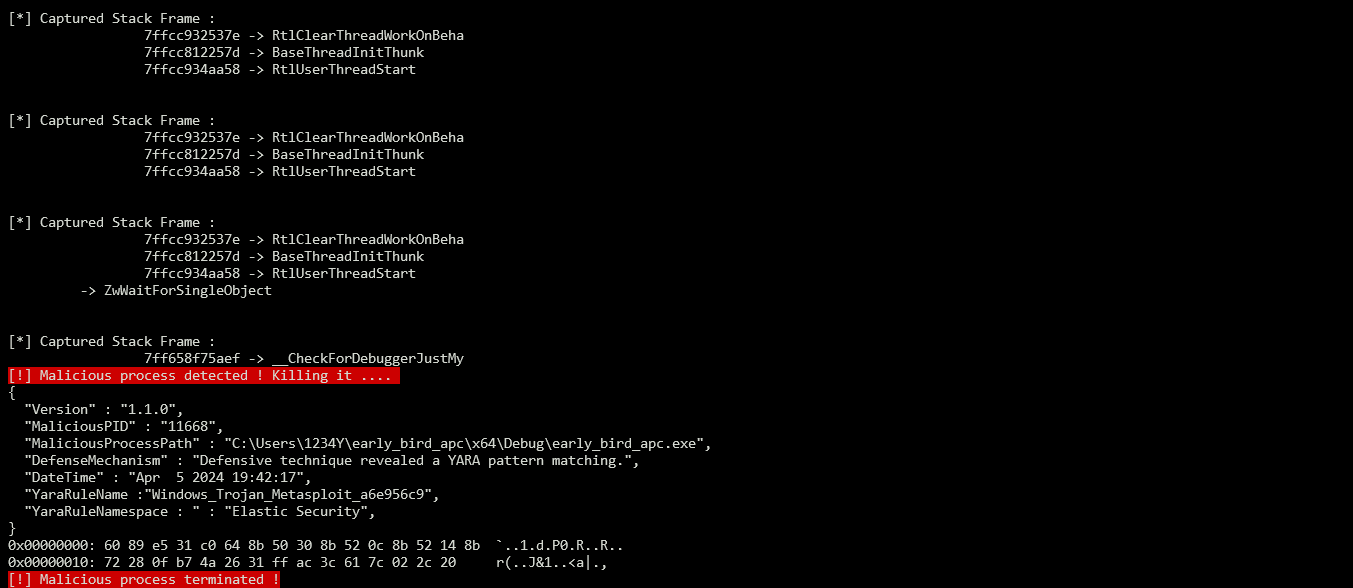 [*] Captured Stack Frame :
7ffcc932537e -> RtlClearThreadWorkOnBeha
7ffcc812257d -> BaseThreadInitThunk
7ffcc934aa58 -> RtlUserThreadStart
[*] Captured Stack Frame :
7ffcc932537e -> RtlClearThreadWorkOnBeha
7ffcc812257d -> BaseThreadInitThunk
7ffcc934aa58 -> RtlUserThreadStart
[*] Captured Stack Frame :
7ffcc932537e -> RtlClearThreadWorkOnBeha
7ffcc812257d -> BaseThreadInitThunk
7ffcc934aa58 -> RtlUserThreadStart
-> ZwWaitForSingleObject
[*] Captured Stack Frame :
7ff658f75aef -> __CheckForDebuggerJustMy
[!] Malicious process detected ! Killing it ....
{
"Version" : "1.1.0",
"MaliciousPID" : "11668",
"MaliciousProcessPath" : "C:\Users\1234Y\early_bird_apc\x64\Debug\early_bird_apc.exe",
"DefenseMechanism" : "Defensive technique revealed a YARA pattern matching.",
"DateTime" : "Apr  5 2024 19:42:17",
"YaraRuleName :"Windows_Trojan_Metasploit_a6e956c9",
"YaraRuleNamespace : " : "Elastic Security",
}
0x00000000: 60 89 e5 31 c0 64 8b 50 30 8b 52 0c 8b 52 14 8b  `..1.d.P0.R..R..
0x00000010: 72 28 0f b7 4a 26 31 ff ac 3c 61 7c 02 2c 20     r(..J&1..<a|.,
[!] Malicious process terminated !